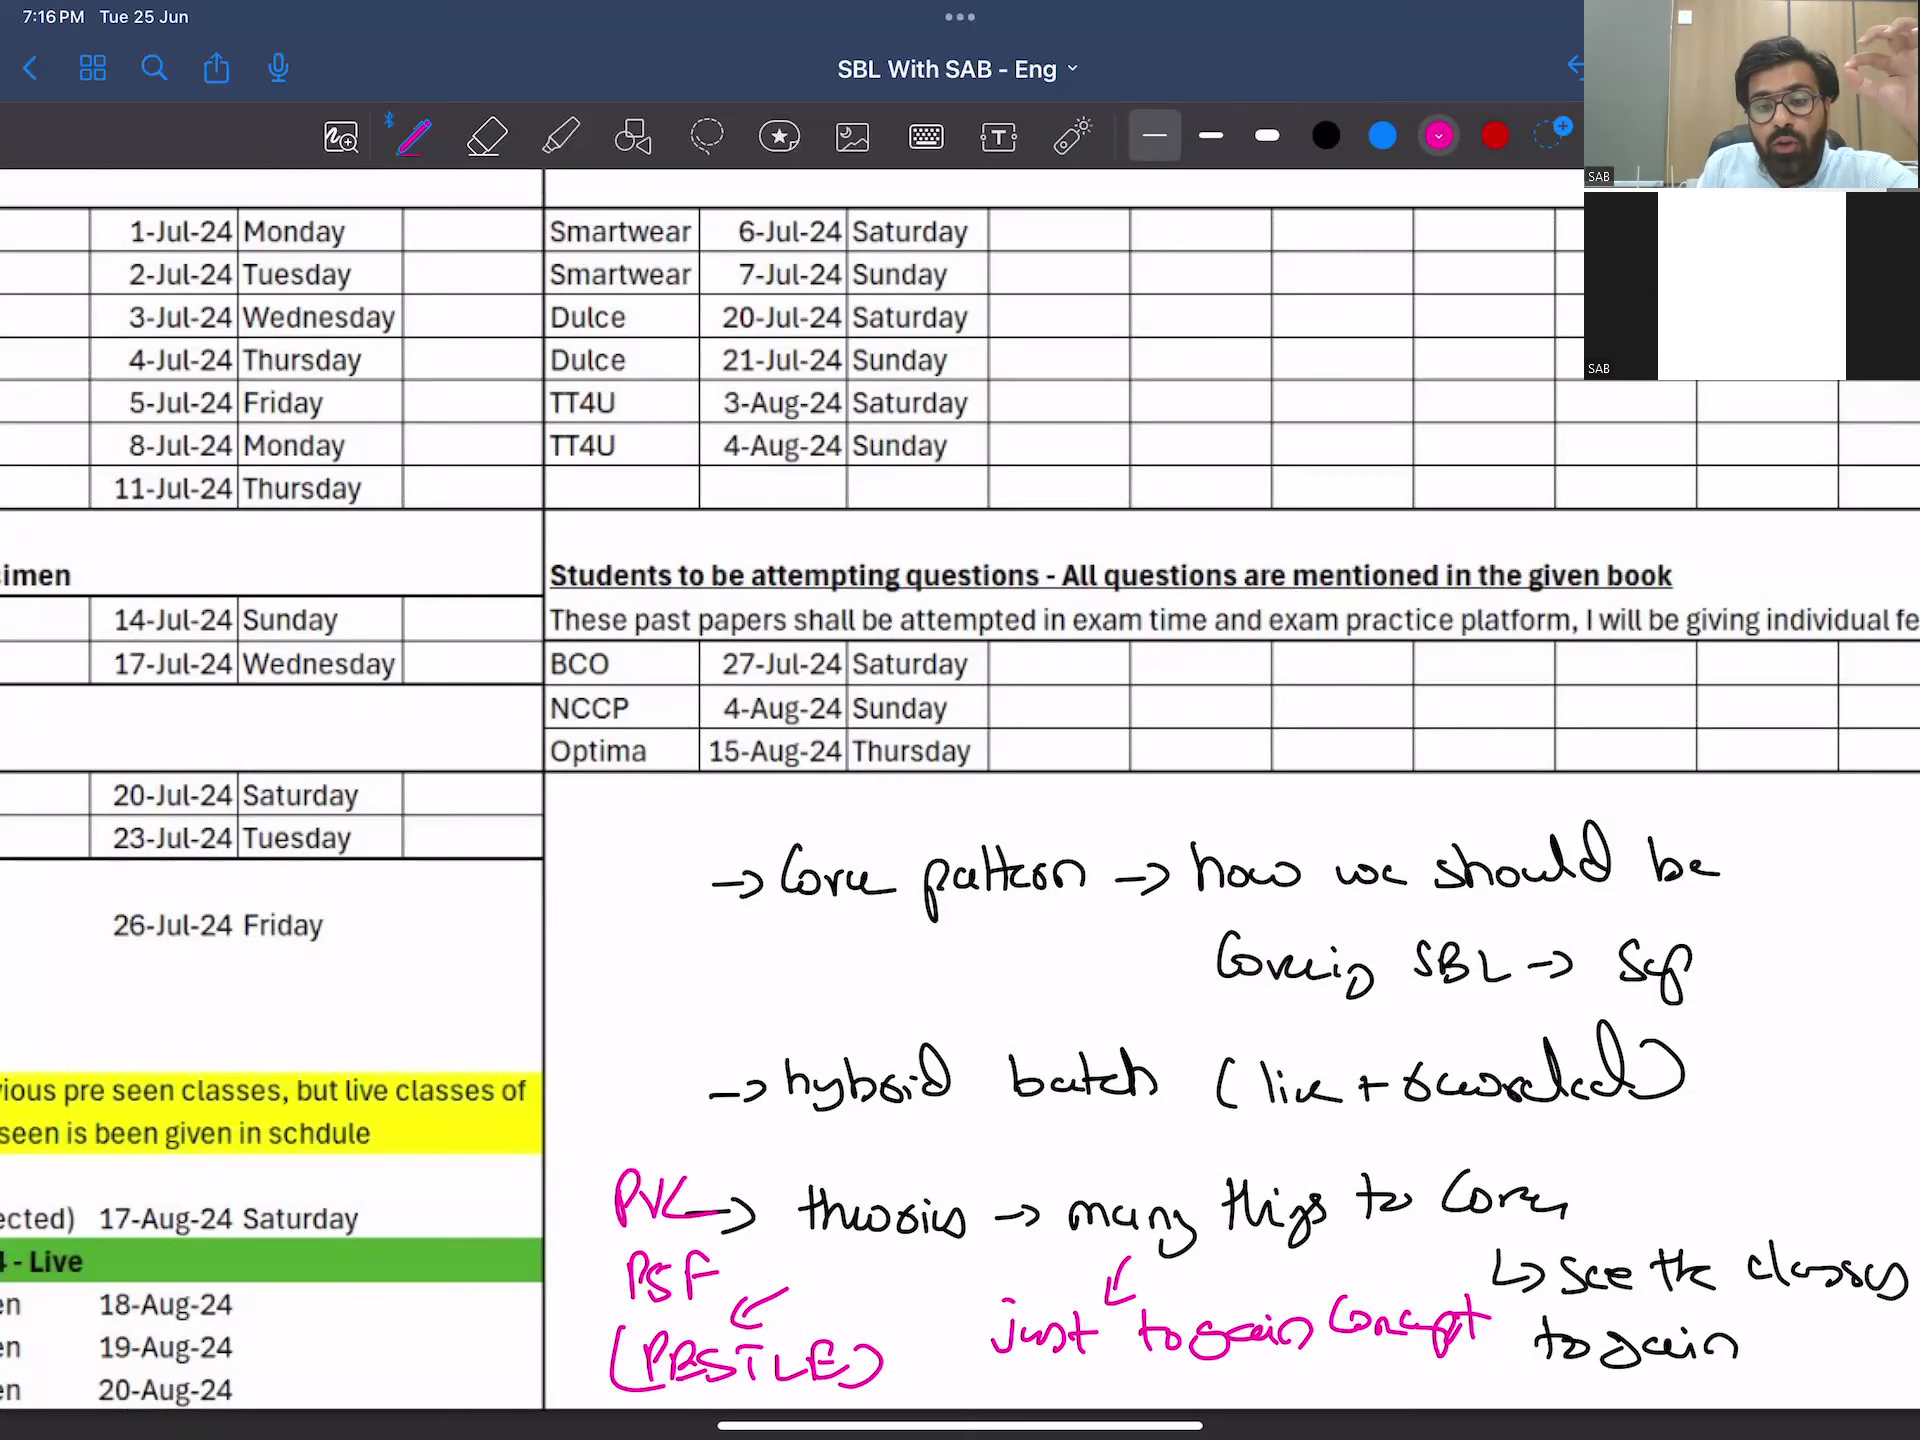 7:16 PM Tue 25 Jun
SBL With SAB - Eng
SAB
SAB
1-Jul-24 Monday Smartwear 6-Jul-24 Saturday
2-Jul-24 Tuesday Smartwear 7-Jul-24 Sunday
3-Jul-24 Wednesday Dulce 20-Jul-24 Saturday
4-Jul-24 Thursday Dulce 21-Jul-24 Sunday
5-Jul-24 Friday TT4U 3-Aug-24 Saturday
8-Jul-24 Monday TT4U 4-Aug-24 Sunday
11-Jul-24 Thursday
imen Students to be attempting questions - All questions are mentioned in the given book
14-Jul-24 Sunday These past papers shall be attempted in exam time and exam practice platform, I will be giving individual fe
17-Jul-24 Wednesday BCO 27-Jul-24 Saturday
NCCP 4-Aug-24 Sunday
Optima 15-Aug-24 Thursday
20-Jul-24 Saturday
23-Jul-24 Tuesday
→ pattern → how we should be
26-Jul-24 Friday
SBL →
→ hybrid batch (live + recorded)
vious pre seen classes, but live classes of
seen is been given in schdule
→ theories → many things to cover
ected) 17-Aug-24 Saturday
4 - Live
PSF
↳ see the classes
to gain
just to gain concept
(PESTLE)
en 18-Aug-24
en 19-Aug-24
en 20-Aug-24